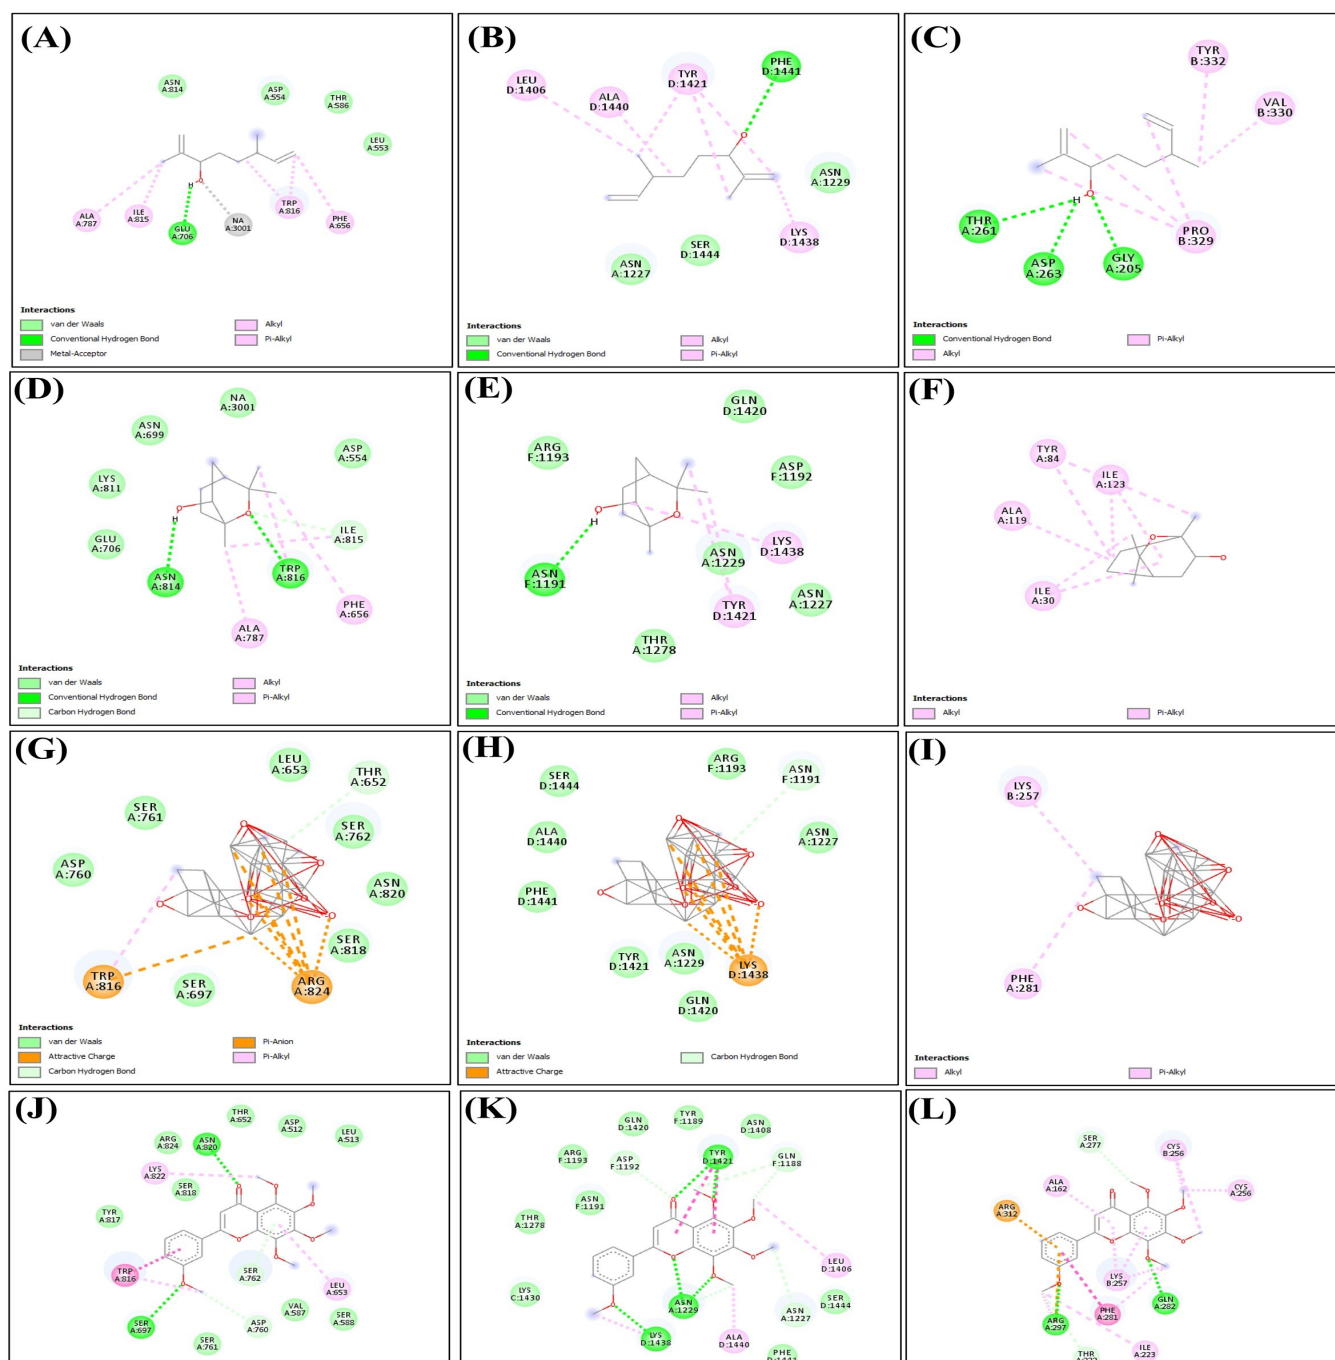 (A)
ASN
A:814
ASP
A:554
THR
A:586
LEU
A:553
H
O
ALA
A:787
ILE
A:815
GLU
A:706
NA
A:3001
TRP
A:816
PHE
A:656
Interactions
van der Waals
Conventional Hydrogen Bond
Metal-Acceptor
Alkyl
Pi-Alkyl
(B)
PHE
D:1441
LEU
D:1406
TYR
D:1421
ALA
D:1440
O
ASN
A:1229
LYS
D:1438
SER
D:1444
ASN
A:1227
Interactions
van der Waals
Conventional Hydrogen Bond
Alkyl
Pi-Alkyl
(C)
TYR
B:332
VAL
B:330
H
O
THR
A:261
ASP
A:263
GLY
A:205
PRO
B:329
Interactions
Conventional Hydrogen Bond
Alkyl
Pi-Alkyl
(D)
NA
A:3001
ASN
A:699
ASP
A:554
LYS
A:811
O
O
H
GLU
A:706
ILE
A:815
ASN
A:814
TRP
A:816
PHE
A:656
ALA
A:787
Interactions
van der Waals
Conventional Hydrogen Bond
Carbon Hydrogen Bond
Alkyl
Pi-Alkyl
(E)
GLN
D:1420
ARG
F:1193
ASP
F:1192
O
O
H
LYS
D:1438
ASN
A:1229
ASN
F:1191
TYR
D:1421
ASN
A:1227
THR
A:1278
Interactions
van der Waals
Conventional Hydrogen Bond
Alkyl
Pi-Alkyl
(F)
TYR
A:84
ILE
A:123
ALA
A:119
O
O
ILE
A:30
Interactions
Alkyl
Pi-Alkyl
(G)
LEU
A:653
THR
A:652
SER
A:761
SER
A:762
ASP
A:760
ASN
A:820
O
O
O
O
O
SER
A:818
TRP
A:816
SER
A:697
ARG
A:824
Interactions
van der Waals
Attractive Charge
Carbon Hydrogen Bond
Pi-Anion
Pi-Alkyl
(H)
ARG
F:1193
ASN
F:1191
SER
D:1444
ALA
D:1440
ASN
A:1227
PHE
D:1441
O
O
O
O
O
TYR
D:1421
ASN
A:1229
LYS
D:1438
GLN
D:1420
Interactions
van der Waals
Attractive Charge
Carbon Hydrogen Bond
(I)
LYS
B:257
O
O
O
O
O
PHE
A:281
Interactions
Alkyl
Pi-Alkyl
(J)
THR
A:652
ASP
A:512
LEU
A:513
ARG
A:824
ASN
A:820
LYS
A:822
SER
A:818
TYR
A:817
TRP
A:816
SER
A:762
LEU
A:653
VAL
A:587
SER
A:588
SER
A:697
ASP
A:760
SER
A:761
(K)
GLN
D:1420
TYR
F:1189
ASN
D:1408
ARG
F:1193
ASP
F:1192
TYR
D:1421
GLN
F:1188
ASN
F:1191
THR
A:1278
LEU
D:1406
LYS
C:1430
ASN
A:1229
SER
D:1444
ASN
A:1227
LYS
D:1438
ALA
D:1440
PHE
(L)
SER
A:277
CYS
B:256
ALA
A:162
CYS
A:256
ARG
A:312
LYS
B:257
GLN
A:282
PHE
A:281
ARG
A:297
ILE
A:223
THR